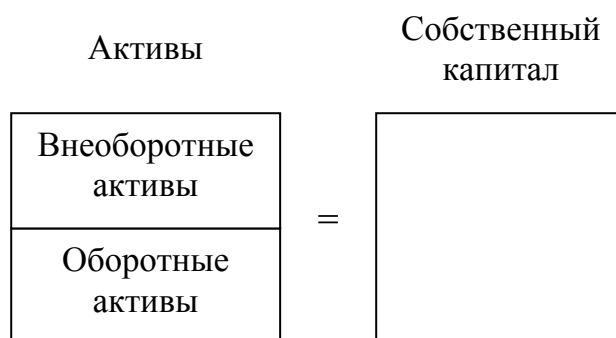 Активы
Собственный
капитал
Внеоборотные
активы
=
Оборотные
активы